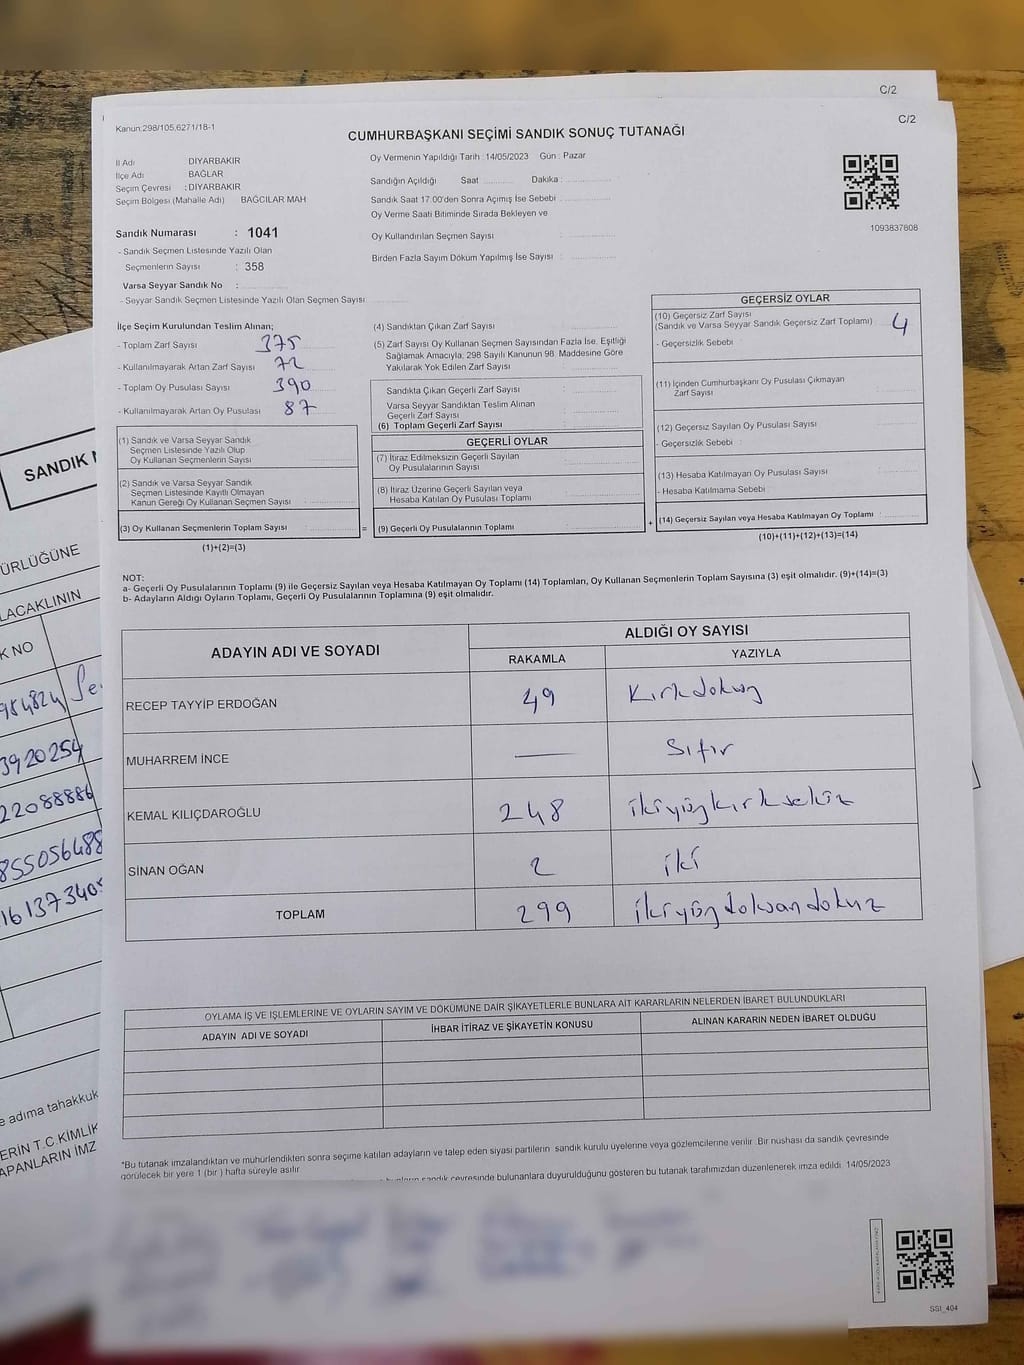 C/2
C/2
Kanun:298/105,6271/18-1
CUMHURBAŞKANI SEÇİMİ SANDIK SONUÇ TUTANAĞI
İl Adı DİYARBAKIR
İlçe Adı BAĞLAR
Seçim Çevresi : DİYARBAKIR
Seçim Bölgesi (Mahalle Adı) BAĞCILAR MAH
Sandık Numarası : 1041
- Sandık Seçmen Listesinde Yazılı Olan
Seçmenlerin Sayısı : 358
Varsa Seyyar Sandık No :
- Seyyar Sandık Seçmen Listesinde Yazılı Olan Seçmen Sayısı
Oy Vermenin Yapıldığı Tarih : 14/05/2023 Gün : Pazar
Sandığın Açıldığı Saat Dakika :
Sandık Saat 17:00'den Sonra Açımış İse Sebebi
Oy Verme Saati Bitiminde Sırada Bekleyen ve
Oy Kullandırılan Seçmen Sayısı :
Birden Fazla Sayım Döküm Yapılmış İse Sayısı :
1093837608
İlçe Seçim Kurulundan Teslim Alınan;
- Toplam Zarf Sayısı 375
- Kullanılmayarak Artan Zarf Sayısı 72
- Toplam Oy Pusulası Sayısı 390
- Kullanılmayarak Artan Oy Pusulası 87
(1) Sandık ve Varsa Seyyar Sandık
Seçmen Listesinde Yazılı Olup
Oy Kullanan Seçmenlerin Sayısı
(2) Sandık ve Varsa Seyyar Sandık
Seçmen Listesinde Kayıtlı Olmayan
Kanun Gereği Oy Kullanan Seçmen Sayısı
(3) Oy Kullanan Seçmenlerin Toplam Sayısı
(1)+(2)=(3)
=
(4) Sandıktan Çıkan Zarf Sayısı
(5) Zarf Sayısı Oy Kullanan Seçmen Sayısından Fazla İse, Eşitliği
Sağlamak Amacıyla, 298 Sayılı Kanunun 98. Maddesine Göre
Yakılarak Yok Edilen Zarf Sayısı :
Sandıkta Çıkan Geçerli Zarf Sayısı :
Varsa Seyyar Sandıktan Teslim Alınan
Geçerli Zarf Sayısı :
(6) Toplam Geçerli Zarf Sayısı :
GEÇERLİ OYLAR
(7) İtiraz Edilmeksizin Geçerli Sayılan
Oy Pusulalarının Sayısı :
(8) İtiraz Üzerine Geçerli Sayılan veya
Hesaba Katılan Oy Pusulası Toplamı :
(9) Geçerli Oy Pusulalarının Toplamı :
+
GEÇERSİZ OYLAR
(10) Geçersiz Zarf Sayısı
(Sandık ve Varsa Seyyar Sandık Geçersiz Zarf Toplamı) 4
- Geçersizlik Sebebi :
(11) İçinden Cumhurbaşkanı Oy Pusulası Çıkmayan
Zarf Sayısı
(12) Geçersiz Sayılan Oy Pusulası Sayısı :
- Geçersizlik Sebebi :
(13) Hesaba Katılmayan Oy Pusulası Sayısı
- Hesaba Katılmama Sebebi :
(14) Geçersiz Sayılan veya Hesaba Katılmayan Oy Toplamı :
(10)+(11)+(12)+(13)=(14)
NOT:
a- Geçerli Oy Pusulalarının Toplamı (9) ile Geçersiz Sayılan veya Hesaba Katılmayan Oy Toplamı (14) Toplamları, Oy Kullanan Seçmenlerin Toplam Sayısına (3) eşit olmalıdır. (9)+(14)=(3)
b- Adayların Aldığı Oyların Toplamı, Geçerli Oy Pusulalarının Toplamına (9) eşit olmalıdır.
ADAYIN ADI VE SOYADI ALDIĞI OY SAYISI
RAKAMLA YAZIYLA
RECEP TAYYİP ERDOĞAN 49 Kırkdokuz
MUHARREM İNCE — Sıfır
KEMAL KILIÇDAROĞLU 248 ikiyüzkırksekiz
SİNAN OĞAN 2 iki
TOPLAM 299 ikiyüzdoksandokuz
OYLAMA İŞ VE İŞLEMLERİNE VE OYLARIN SAYIM VE DÖKÜMÜNE DAİR ŞİKAYETLERLE BUNLARA AİT KARARLARIN NELERDEN İBARET BULUNDUKLARI
ADAYIN ADI VE SOYADI İHBAR İTİRAZ VE ŞİKAYETİN KONUSU ALINAN KARARIN NEDEN İBARET OLDUĞU
*Bu tutanak imzalandıktan ve mühürlendikten sonra seçime katılan adayların ve talep eden siyasi partilerin sandık kurulu üyelerine veya gözlemcilerine verilir. Bir nushası da sandık çevresinde
görülecek bir yere 1 (bir ) hafta süreyle asılır.
sandık çevresinde bulunanlara duyurulduğunu gösteren bu tutanak tarafımızdan düzenlenerek imza edildi. 14/05/2023
SSİ_404
SANDIK
ÜRLÜĞÜNE
LACAKLININ
K NO
954824 Se
3920254
22088886
855056488
161373405
e adıma tahakkuk
ERİN T.C.KİMLİK
APANLARIN İMZ